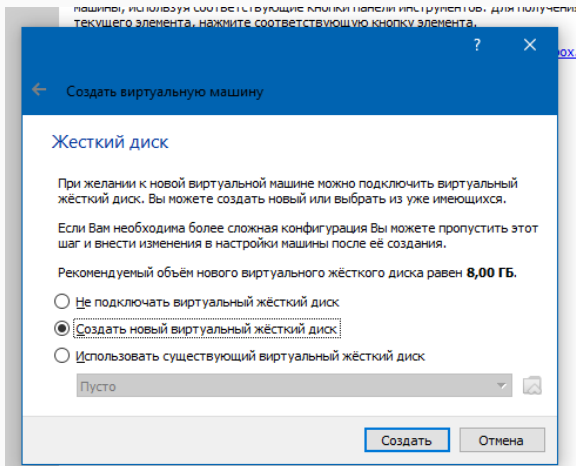 машины, используя соответствующие кнопки панели инструментов. Для получения
текущего элемента, нажмите соответствующую кнопку элемента.
?
box.
Создать виртуальную машину
Жесткий диск
При желании к новой виртуальной машине можно подключить виртуальный
жёсткий диск. Вы можете создать новый или выбрать из уже имеющихся.
Если Вам необходима более сложная конфигурация Вы можете пропустить этот
шаг и внести изменения в настройки машины после её создания.
Рекомендуемый объём нового виртуального жёсткого диска равен 8,00 ГБ.
Не подключать виртуальный жёсткий диск
Создать новый виртуальный жёсткий диск
Использовать существующий виртуальный жёсткий диск
Пусто
Создать Отмена